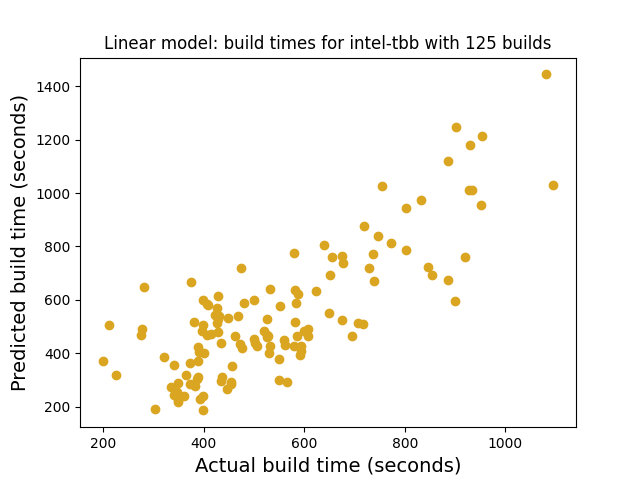 Linear model: build times for intel-tbb with 125 builds
1400
1200
1000
800
600
400
200
Predicted build time (seconds)
200 400 600 800 1000
Actual build time (seconds)